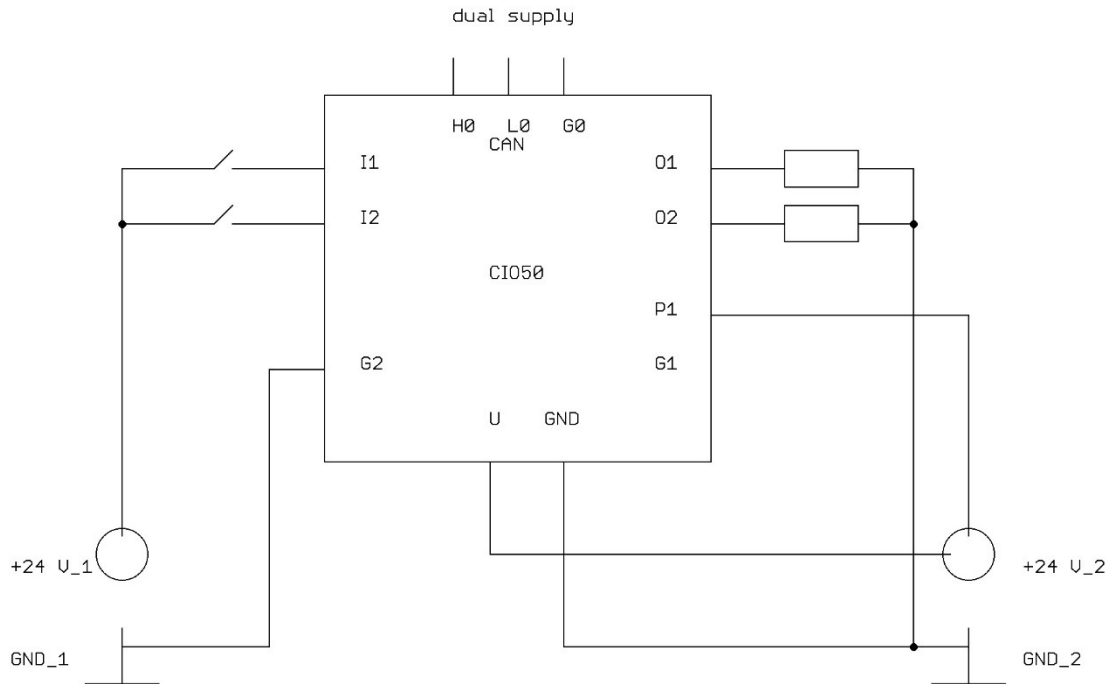 dual supply
H0 L0 G0
CAN
I1
O1
I2
O2
CIO50
P1
G2
G1
U GND
+24 V_1
+24 V_2
GND_1
GND_2